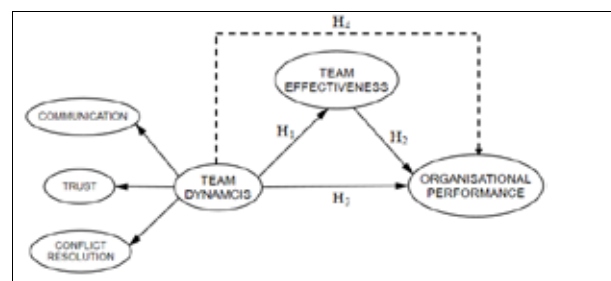 H₄
TEAM
EFFECTIVENESS
COMMUNICATION
H₁
H₂
TRUST
TEAM
DYNAMCIS
ORGANISATIONAL
PERFORMANCE
H₃
CONFLICT
RESOLUTION